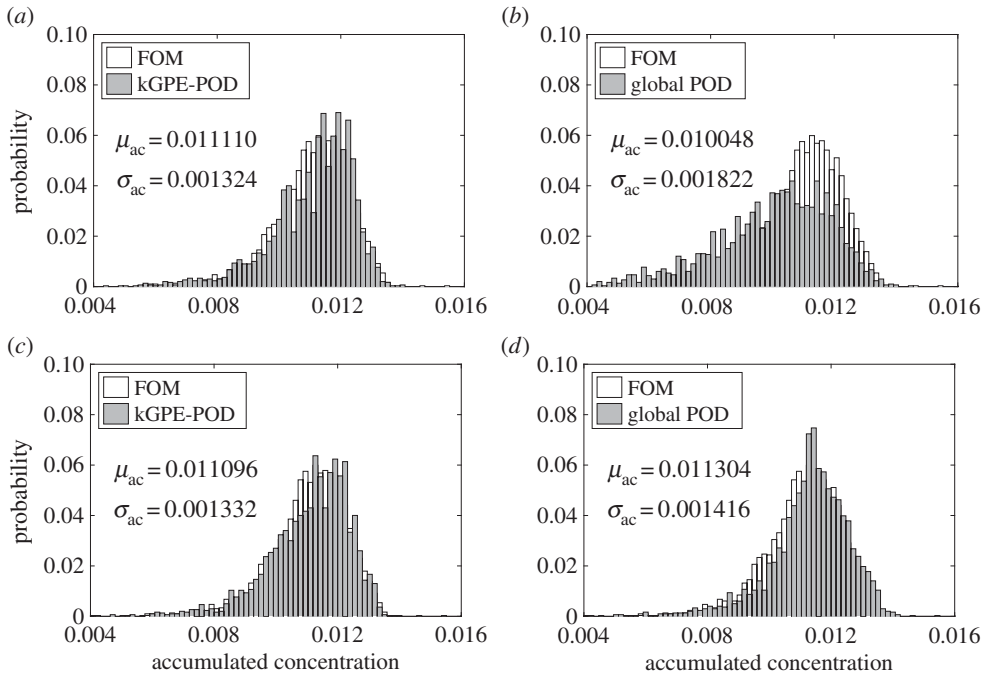 (a)
0.10
0.08
0.06
0.04
0.02
0
probability
FOM
kGPE-POD
μac = 0.011110
σac = 0.001324
0.004 0.008 0.012 0.016
(b)
0.10
0.08
0.06
0.04
0.02
0
FOM
global POD
μac = 0.010048
σac = 0.001822
0.004 0.008 0.012 0.016
(c)
0.10
0.08
0.06
0.04
0.02
0
probability
FOM
kGPE-POD
μac = 0.011096
σac = 0.001332
0.004 0.008 0.012 0.016
accumulated concentration
(d)
0.10
0.08
0.06
0.04
0.02
0
FOM
global POD
μac = 0.011304
σac = 0.001416
0.004 0.008 0.012 0.016
accumulated concentration